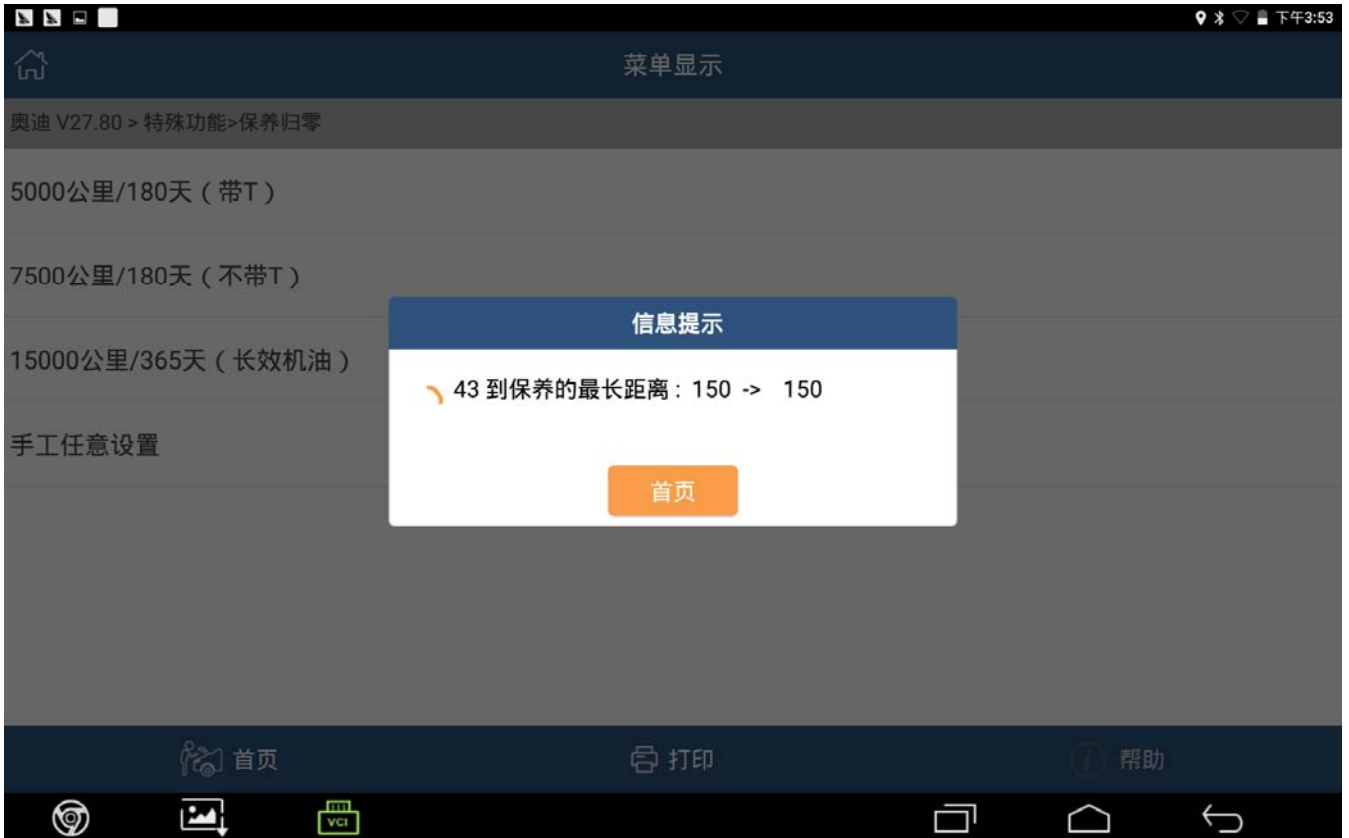 下午3:53
菜单显示
奥迪 V27.80 > 特殊功能>保养归零
5000公里/180天（带T）
7500公里/180天（不带T）
15000公里/365天（长效机油）
手工任意设置
信息提示
43 到保养的最长距离：150 -> 150
首页
首页 打印 帮助
VCI